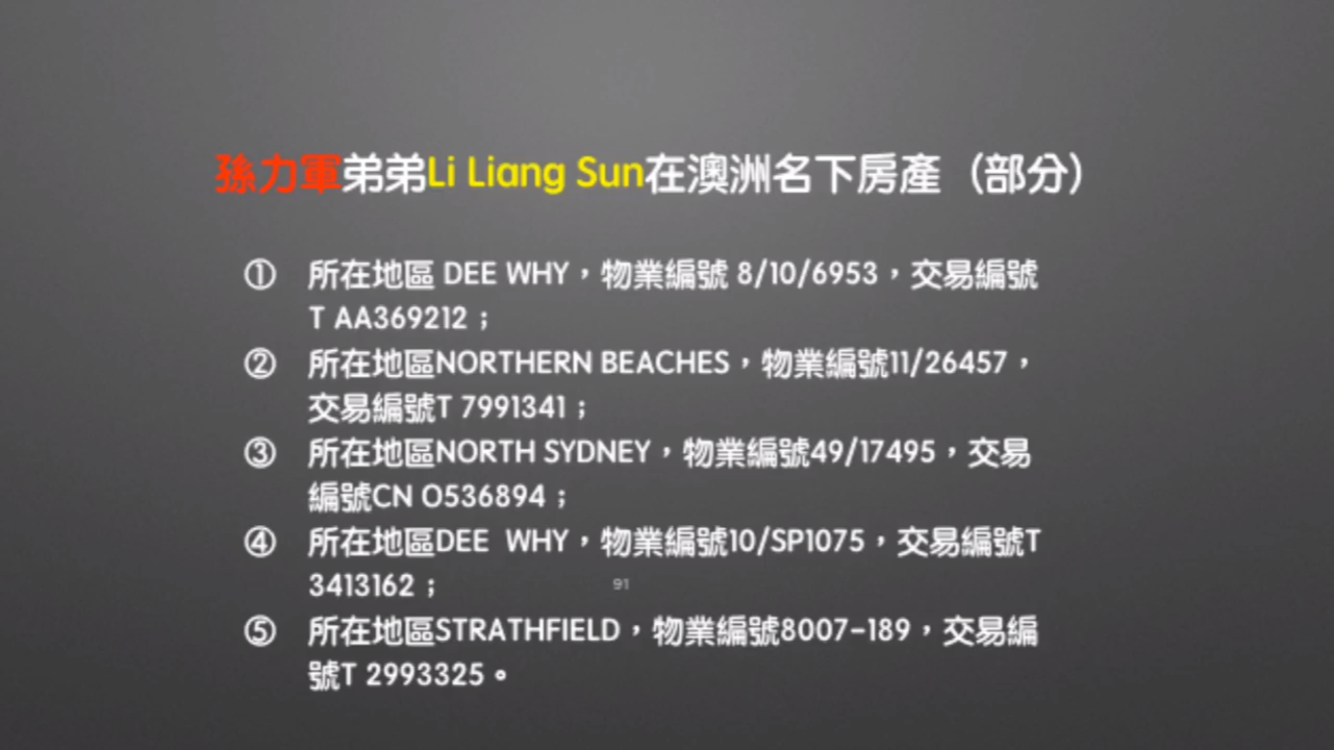 孫力軍弟弟Li Liang Sun在澳洲名下房產（部分）
① 所在地區 DEE WHY，物業編號 8/10/6953，交易編號
T AA369212；
② 所在地區NORTHERN BEACHES，物業編號11/26457，
交易編號T 7991341；
③ 所在地區NORTH SYDNEY，物業編號49/17495，交易
編號CN O536894；
④ 所在地區DEE  WHY，物業編號10/SP1075，交易編號T
3413162；
91
⑤ 所在地區STRATHFIELD，物業編號8007-189，交易編
號T 2993325。